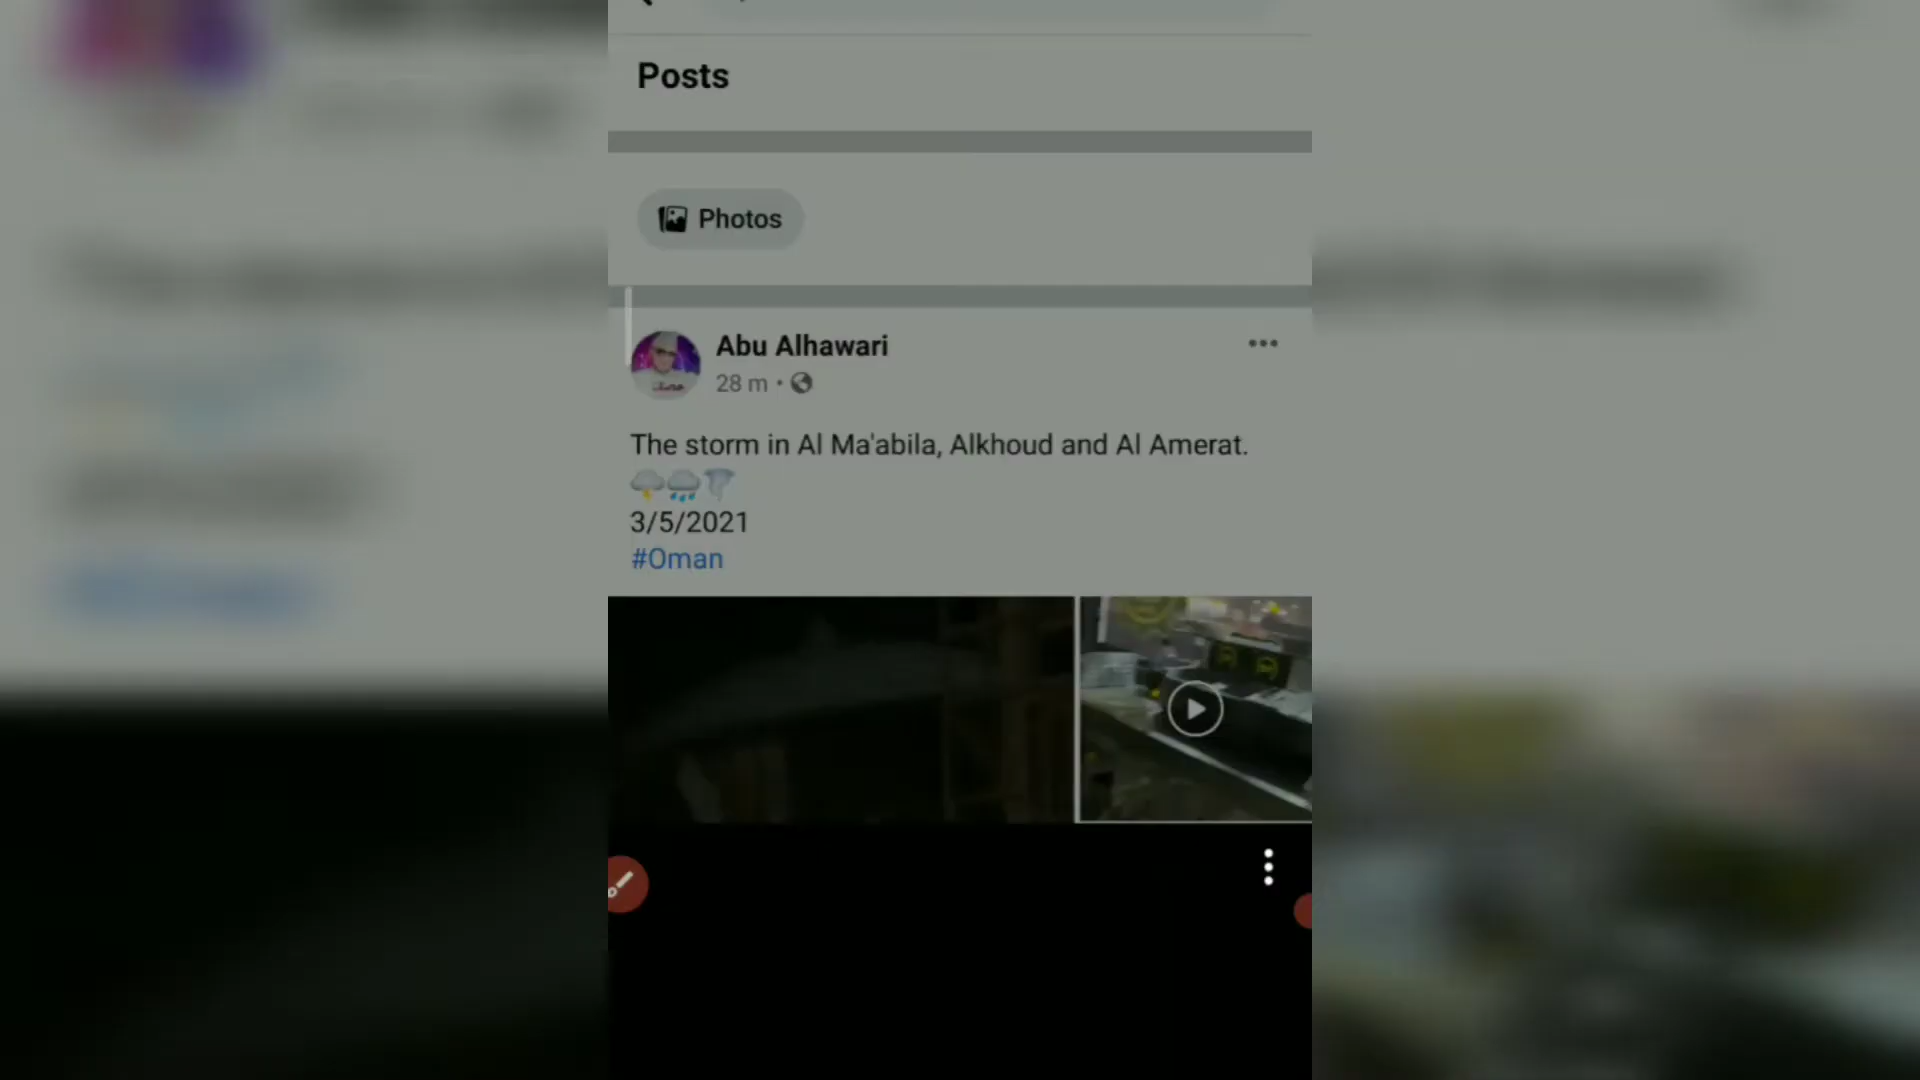 Posts
Photos
Abu Alhawari
28 m •
The storm in Al Ma'abila, Alkhoud and Al Amerat.
🌩️🌧️🌪️
3/5/2021
#Oman